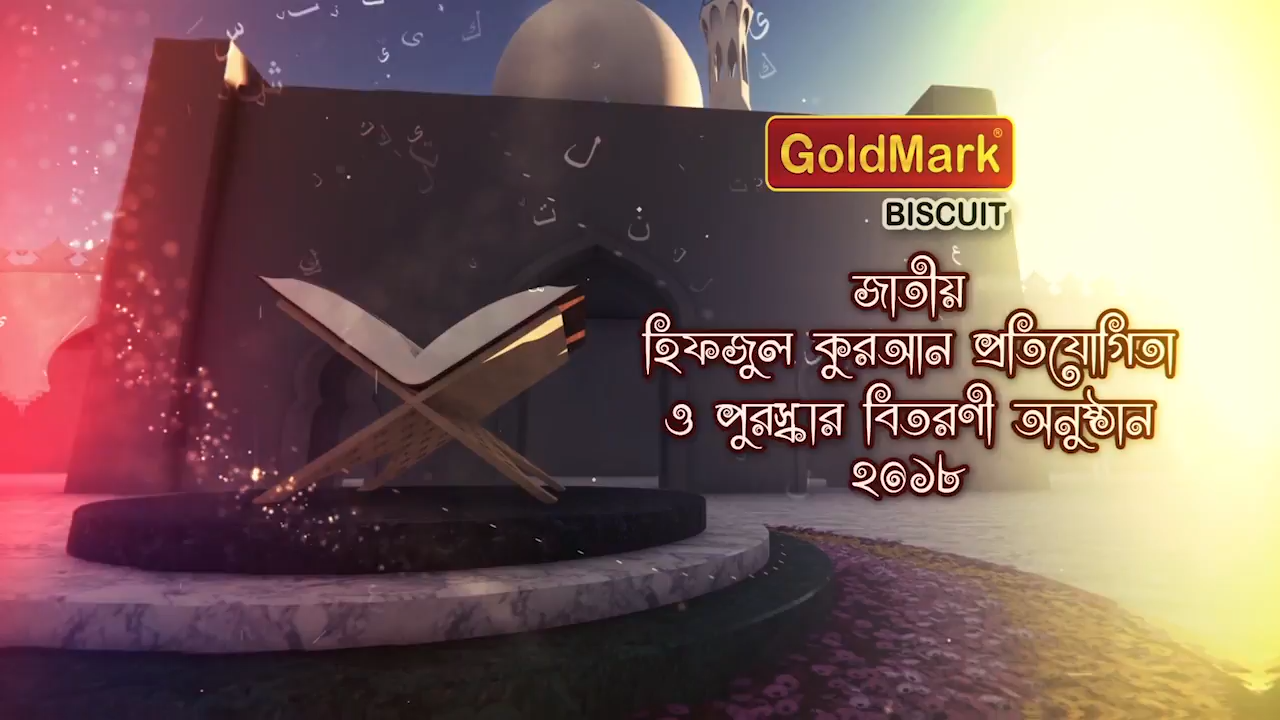 GoldMark®
BISCUIT
জাতীয়
হিফজুল কুরআন প্রতিযোগিতা
ও পুরস্কার বিতরণী অনুষ্ঠান
২০১৮